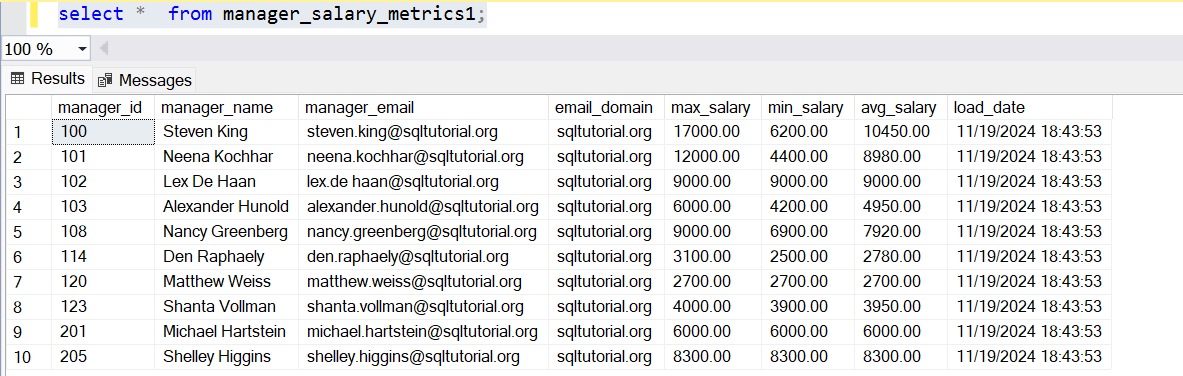 select *  from manager_salary_metrics1;
100 %
Results Messages
manager_id manager_name manager_email email_domain max_salary min_salary avg_salary load_date
1 100 Steven King steven.king@sqltutorial.org sqltutorial.org 17000.00 6200.00 10450.00 11/19/2024 18:43:53
2 101 Neena Kochhar neena.kochhar@sqltutorial.org sqltutorial.org 12000.00 4400.00 8980.00 11/19/2024 18:43:53
3 102 Lex De Haan lex.de haan@sqltutorial.org sqltutorial.org 9000.00 9000.00 9000.00 11/19/2024 18:43:53
4 103 Alexander Hunold alexander.hunold@sqltutorial.org sqltutorial.org 6000.00 4200.00 4950.00 11/19/2024 18:43:53
5 108 Nancy Greenberg nancy.greenberg@sqltutorial.org sqltutorial.org 9000.00 6900.00 7920.00 11/19/2024 18:43:53
6 114 Den Raphaely den.raphaely@sqltutorial.org sqltutorial.org 3100.00 2500.00 2780.00 11/19/2024 18:43:53
7 120 Matthew Weiss matthew.weiss@sqltutorial.org sqltutorial.org 2700.00 2700.00 2700.00 11/19/2024 18:43:53
8 123 Shanta Vollman shanta.vollman@sqltutorial.org sqltutorial.org 4000.00 3900.00 3950.00 11/19/2024 18:43:53
9 201 Michael Hartstein michael.hartstein@sqltutorial.org sqltutorial.org 6000.00 6000.00 6000.00 11/19/2024 18:43:53
10 205 Shelley Higgins shelley.higgins@sqltutorial.org sqltutorial.org 8300.00 8300.00 8300.00 11/19/2024 18:43:53